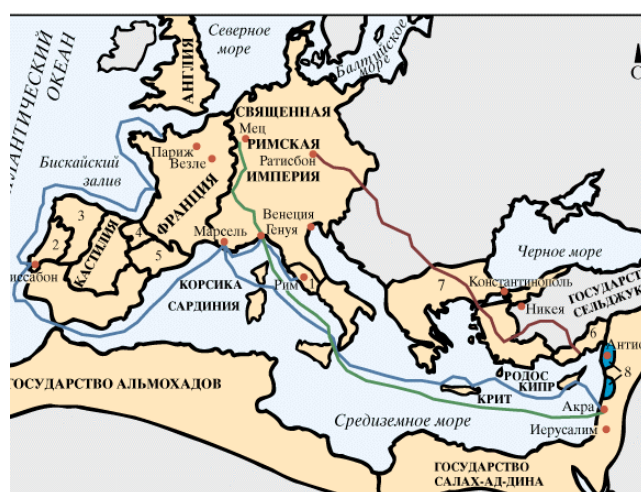 Северное
море
Балтийское
море
АТЛАНТИЧЕСКИЙ
ОКЕАН
АНГЛИЯ
СВЯЩЕННАЯ
Мец
РИМСКАЯ
Ратисбон
ИМПЕРИЯ
Париж
Везле
Бискайский
залив
ФРАНЦИЯ
Венеция
Генуя
Марсель
3
2
4
5
КАСТИЛИЯ
иссабон
КОРСИКА
САРДИНИЯ
Рим
1
Черное море
7
Константинополь
Никея
ГОСУДАРСТВО
СЕЛЬДЖУК
6
Антио
8
РОДОС
КИПР
КРИТ
Акра
Иерусалим
ГОСУДАРСТВО АЛЬМОХАДОВ
Средиземное море
ГОСУДАРСТВО
САЛАХ-АД-ДИНА
С